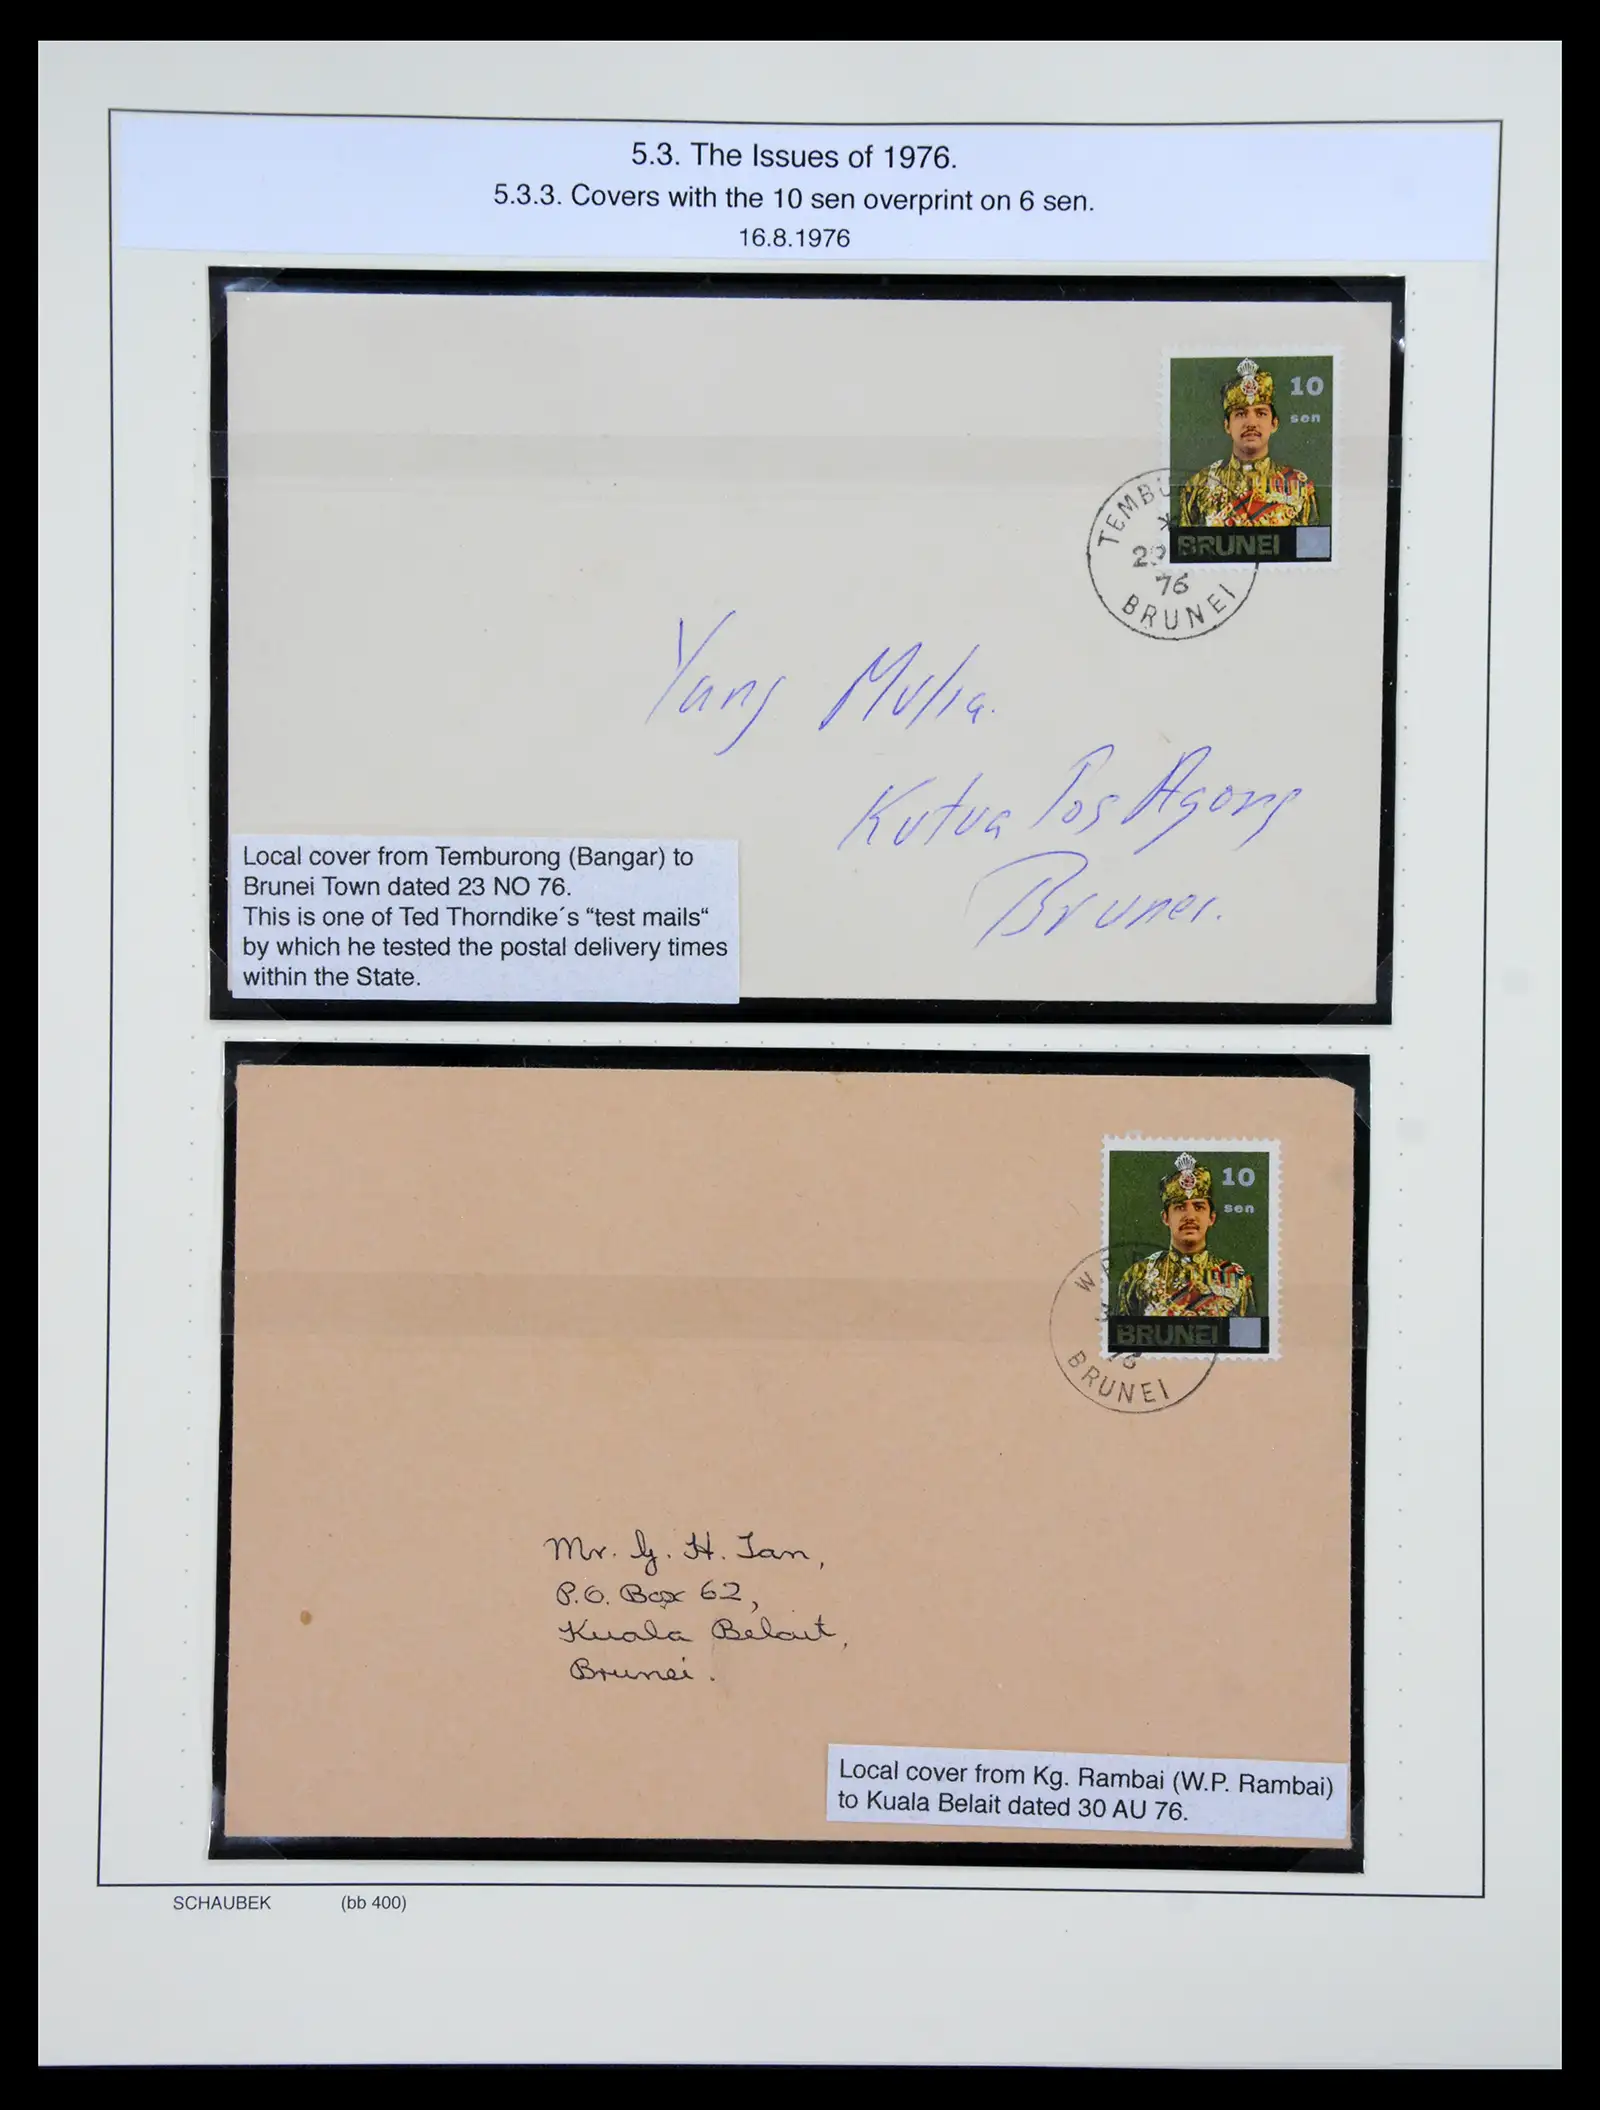 5.3. The Issues of 1976.
5.3.3. Covers with the 10 sen overprint on 6 sen.
16.8.1976
10
sen
BRUNEI
TEMBU
76
BRUNEI
Yang Mulia.
Kutua Pos Agong
Brunei.
Local cover from Temburong (Bangar) to
Brunei Town dated 23 NO 76.
This is one of Ted Thorndike´s “test mails“
by which he tested the postal delivery times
within the State.
10
sen
BRUNEI
W.P.
76
BRUNEI
Mr. G. H. Tan,
P.O. Box 62,
Kuala Belait,
Brunei.
Local cover from Kg. Rambai (W.P. Rambai)
to Kuala Belait dated 30 AU 76.
SCHAUBEK (bb 400)